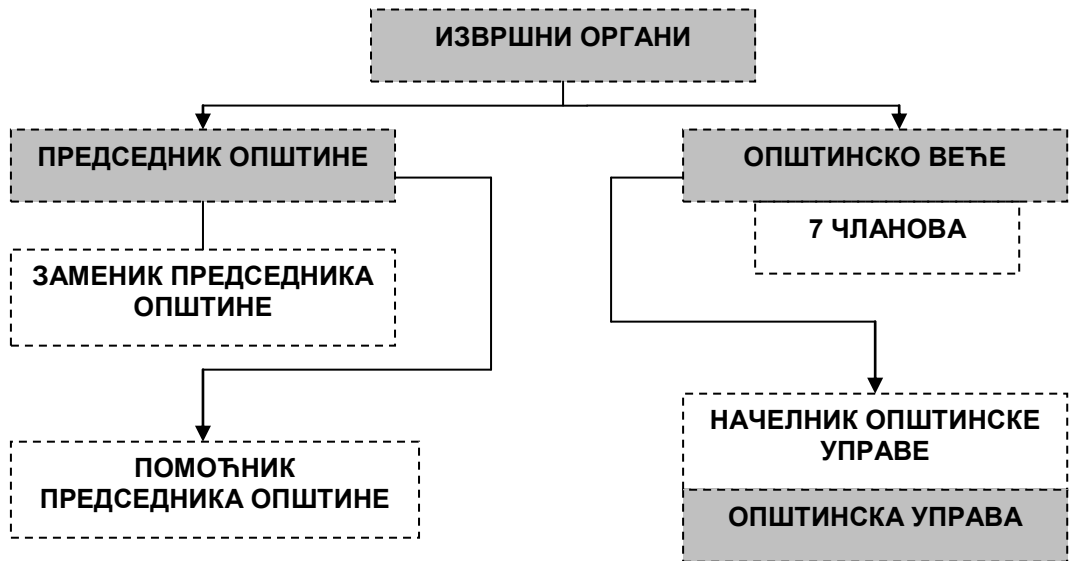 ИЗВРШНИ ОРГАНИ
ПРЕДСЕДНИК ОПШТИНЕ
ОПШТИНСКО ВЕЋЕ
7 ЧЛАНОВА
ЗАМЕНИК ПРЕДСЕДНИКА
ОПШТИНЕ
ПОМОЋНИК
ПРЕДСЕДНИКА ОПШТИНЕ
НАЧЕЛНИК ОПШТИНСКЕ
УПРАВЕ
ОПШТИНСКА УПРАВА